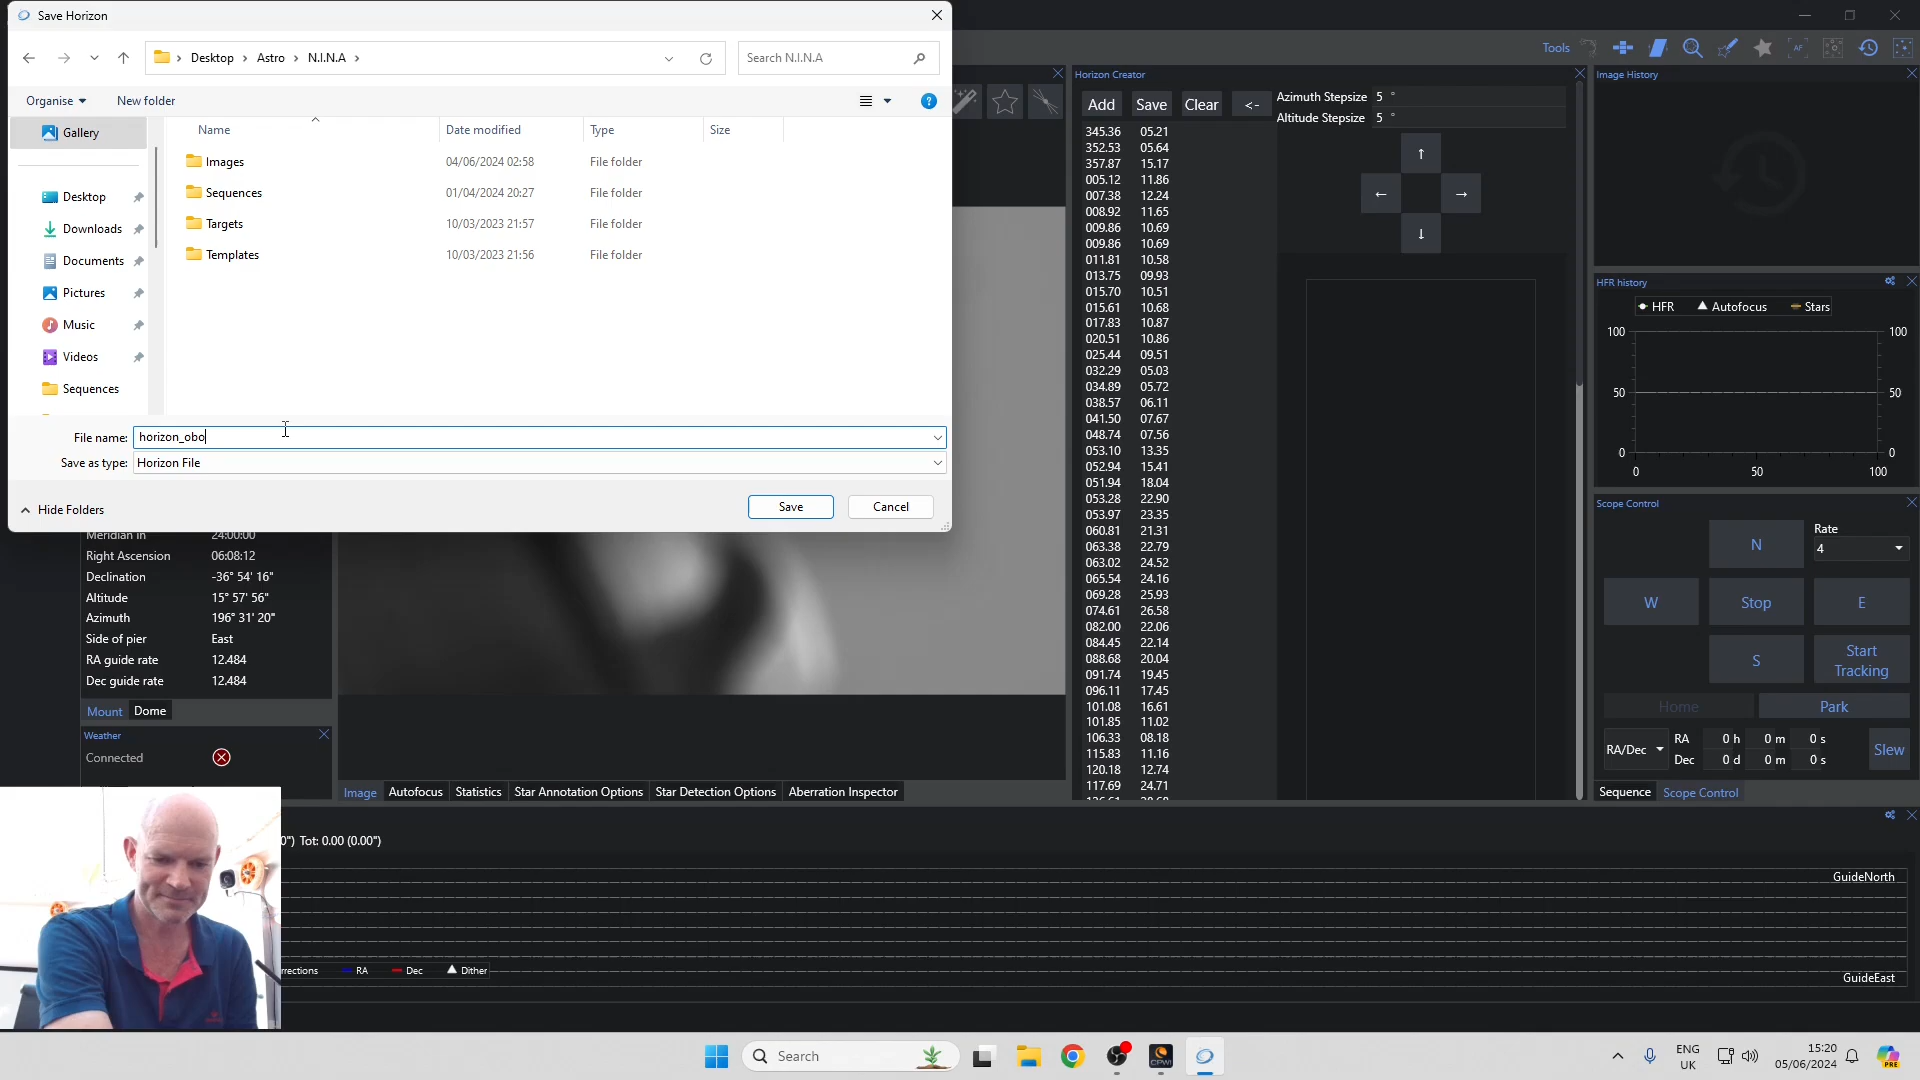 Save Horizon
Desktop > Astro > N.I.N.A >
Search N.I.N.A
Organise
New folder
Gallery
Desktop
Downloads
Documents
Pictures
Music
Videos
Sequences
Name Date modified Type Size
Images 04/06/2024 02:58 File folder
Sequences 01/04/2024 20:27 File folder
Targets 10/03/2023 21:57 File folder
Templates 10/03/2023 21:56 File folder
File name: horizon_obo
Save as type: Horizon File
Hide Folders
Save
Cancel
Tools
AF
Horizon Creator
Add Save Clear <-
Azimuth Stepsize 5 °
Altitude Stepsize 5 °
↑
← →
↓
345.36 05.21
352.53 05.64
357.87 15.17
005.12 11.86
007.38 12.24
008.92 11.65
009.86 10.69
009.86 10.69
011.81 10.58
013.75 09.93
015.70 10.51
015.61 10.68
017.83 10.87
020.51 10.86
025.44 09.51
032.29 05.03
034.89 05.72
038.57 06.11
041.50 07.67
048.74 07.56
053.10 13.35
052.94 15.41
051.94 18.04
053.28 22.90
053.97 23.35
060.81 21.31
063.38 22.79
063.02 24.52
065.54 24.16
069.28 25.93
074.61 26.58
082.00 22.06
084.45 22.14
088.68 20.04
091.74 19.45
096.11 17.45
101.08 16.61
101.85 11.02
106.33 08.18
115.83 11.16
120.18 12.74
117.69 24.71
Image History
HFR history
HFR Autofocus Stars
100 100
50 50
0 0
0 50 100
Scope Control
N
Rate
4
W Stop E
S
Start Tracking
Home Park
RA/Dec
RA 0 h 0 m 0 s
Dec 0 d 0 m 0 s
Slew
Sequence Scope Control
Meridian in 24:00:00
Right Ascension 06:08:12
Declination -36° 54' 16"
Altitude 15° 57' 56"
Azimuth 196° 31' 20"
Side of pier East
RA guide rate 12.484
Dec guide rate 12.484
Mount Dome
Weather
Connected
Image Autofocus Statistics Star Annotation Options Star Detection Options Aberration Inspector
0") Tot: 0.00 (0.00")
GuideNorth
rrections RA Dec Dither
GuideEast
Search
CPWI
ENG
UK
15:20
05/06/2024
PRE